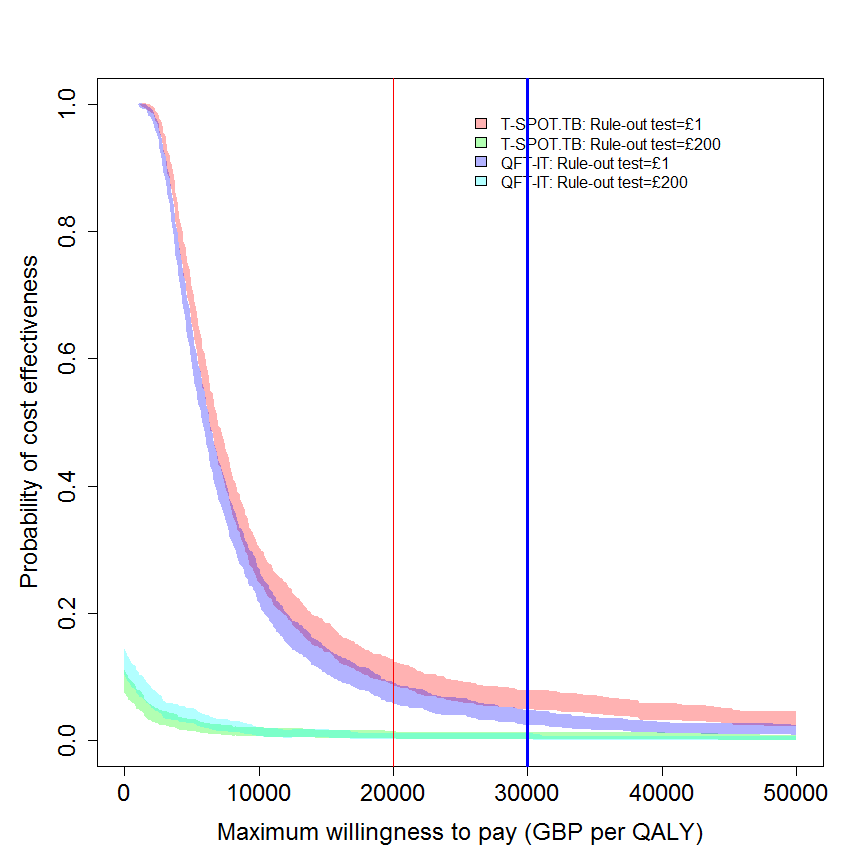 T-SPOT.TB: Rule-out test=£1
T-SPOT.TB: Rule-out test=£200
QFT-IT: Rule-out test=£1
QFT-IT: Rule-out test=£200
Probability of cost effectiveness
1.0
0.8
0.6
0.4
0.2
0.0
0 10000 20000 30000 40000 50000
Maximum willingness to pay (GBP per QALY)